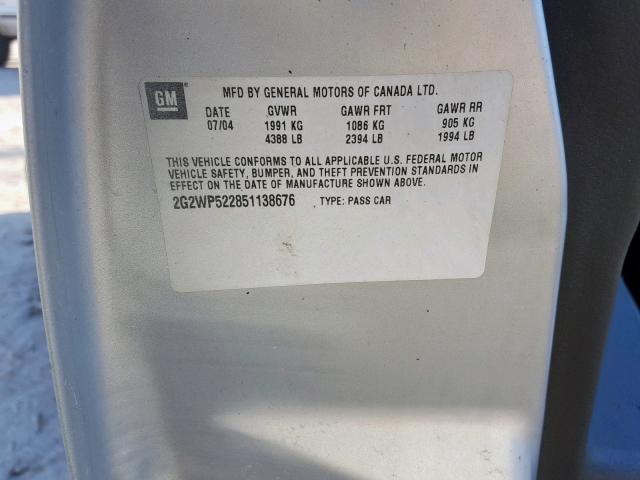 GM
MFD BY GENERAL MOTORS OF CANADA LTD.
DATE GVWR GAWR FRT GAWR RR
07/04 1991 KG 1086 KG 905 KG
4388 LB 2394 LB 1994 LB
THIS VEHICLE CONFORMS TO ALL APPLICABLE U.S. FEDERAL MOTOR
VEHICLE SAFETY, BUMPER, AND THEFT PREVENTION STANDARDS IN
EFFECT ON THE DATE OF MANUFACTURE SHOWN ABOVE.
2G2WP522851138676 TYPE: PASS CAR